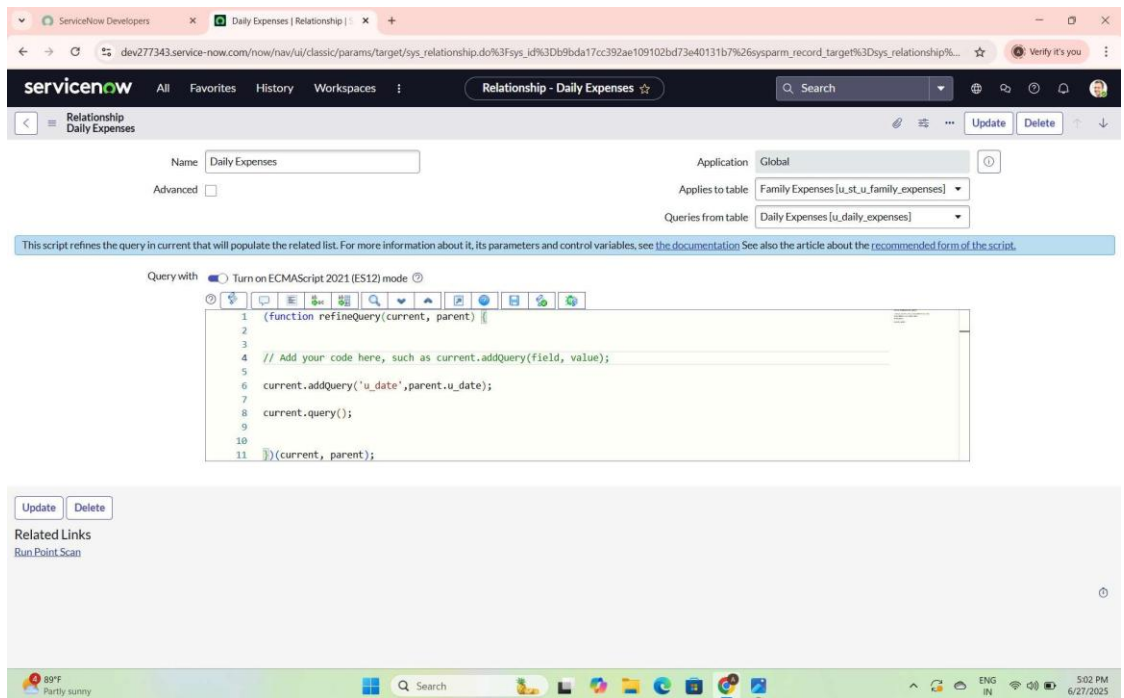 ServiceNow Developers
Daily Expenses | Relationship | S
dev277343.service-now.com/now/nav/ui/classic/params/target/sys_relationship.do%3Fsys_id%3Db9bda17cc392ae109102bd73e40131b7%26sysparm_record_target%3Dsys_relationship%...
Verify it's you
servicenow All Favorites History Workspaces Relationship - Daily Expenses Search
Relationship
Daily Expenses
Update Delete
Name Daily Expenses
Application Global
Advanced
Applies to table Family Expenses [u_st_u_family_expenses]
Queries from table Daily Expenses [u_daily_expenses]
This script refines the query in current that will populate the related list. For more information about it, its parameters and control variables, see the documentation See also the article about the recommended form of the script.
Query with Turn on ECMAScript 2021 (ES12) mode
1 (function refineQuery(current, parent) {
2
3
4 // Add your code here, such as current.addQuery(field, value);
5
6 current.addQuery('u_date',parent.u_date);
7
8 current.query();
9
10
11 })(current, parent);
Update Delete
Related Links
Run Point Scan
4
89°F
Partly sunny
Search
ENG
IN
5:02 PM
6/27/2025